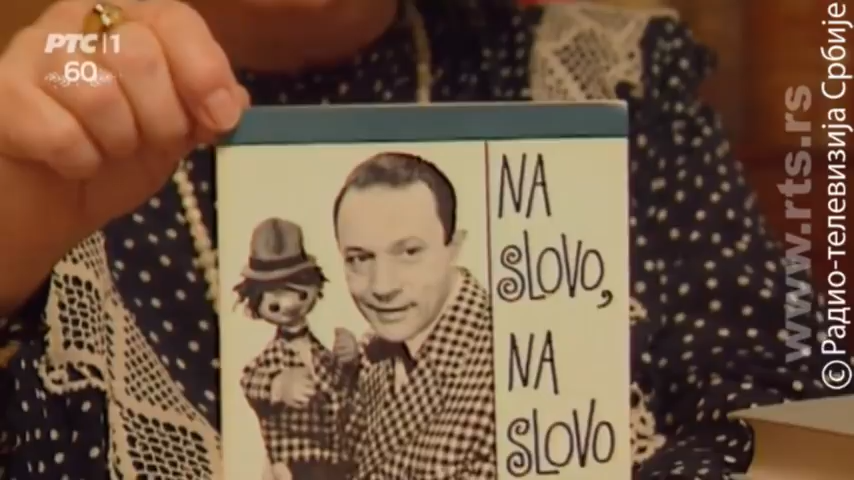 РТС|1
60
NA
SLOVO,
NA
SLOVO
www.rts.rs
© Радио-телевизија Србије